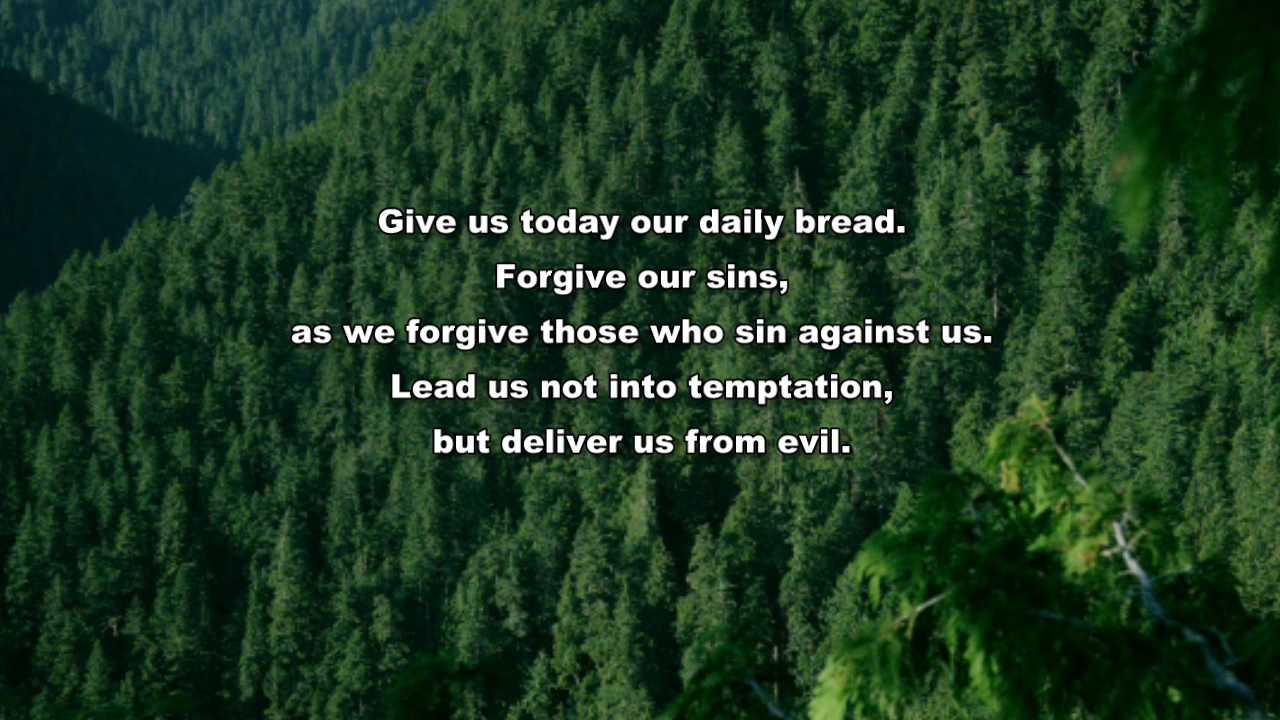 Give us today our daily bread.
Forgive our sins,
as we forgive those who sin against us.
Lead us not into temptation,
but deliver us from evil.